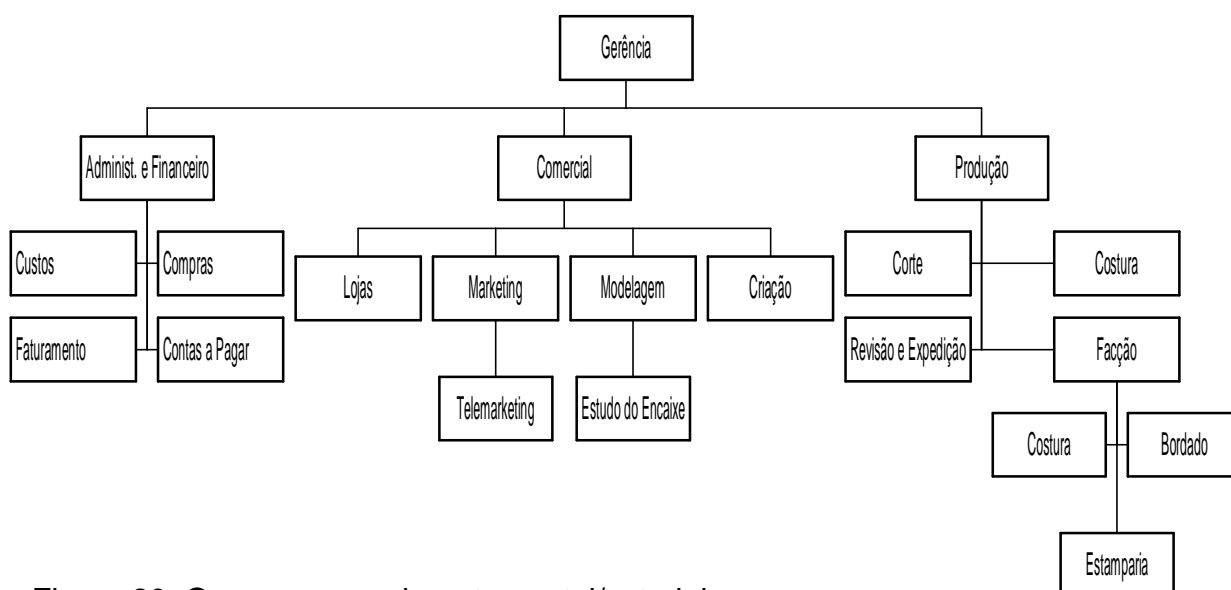 Gerência
Administ. e Financeiro
Comercial
Produção
Custos
Compras
Lojas
Marketing
Modelagem
Criação
Corte
Costura
Faturamento
Contas a Pagar
Revisão e Expedição
Facção
Telemarketing
Estudo do Encaixe
Costura
Bordado
Estamparia